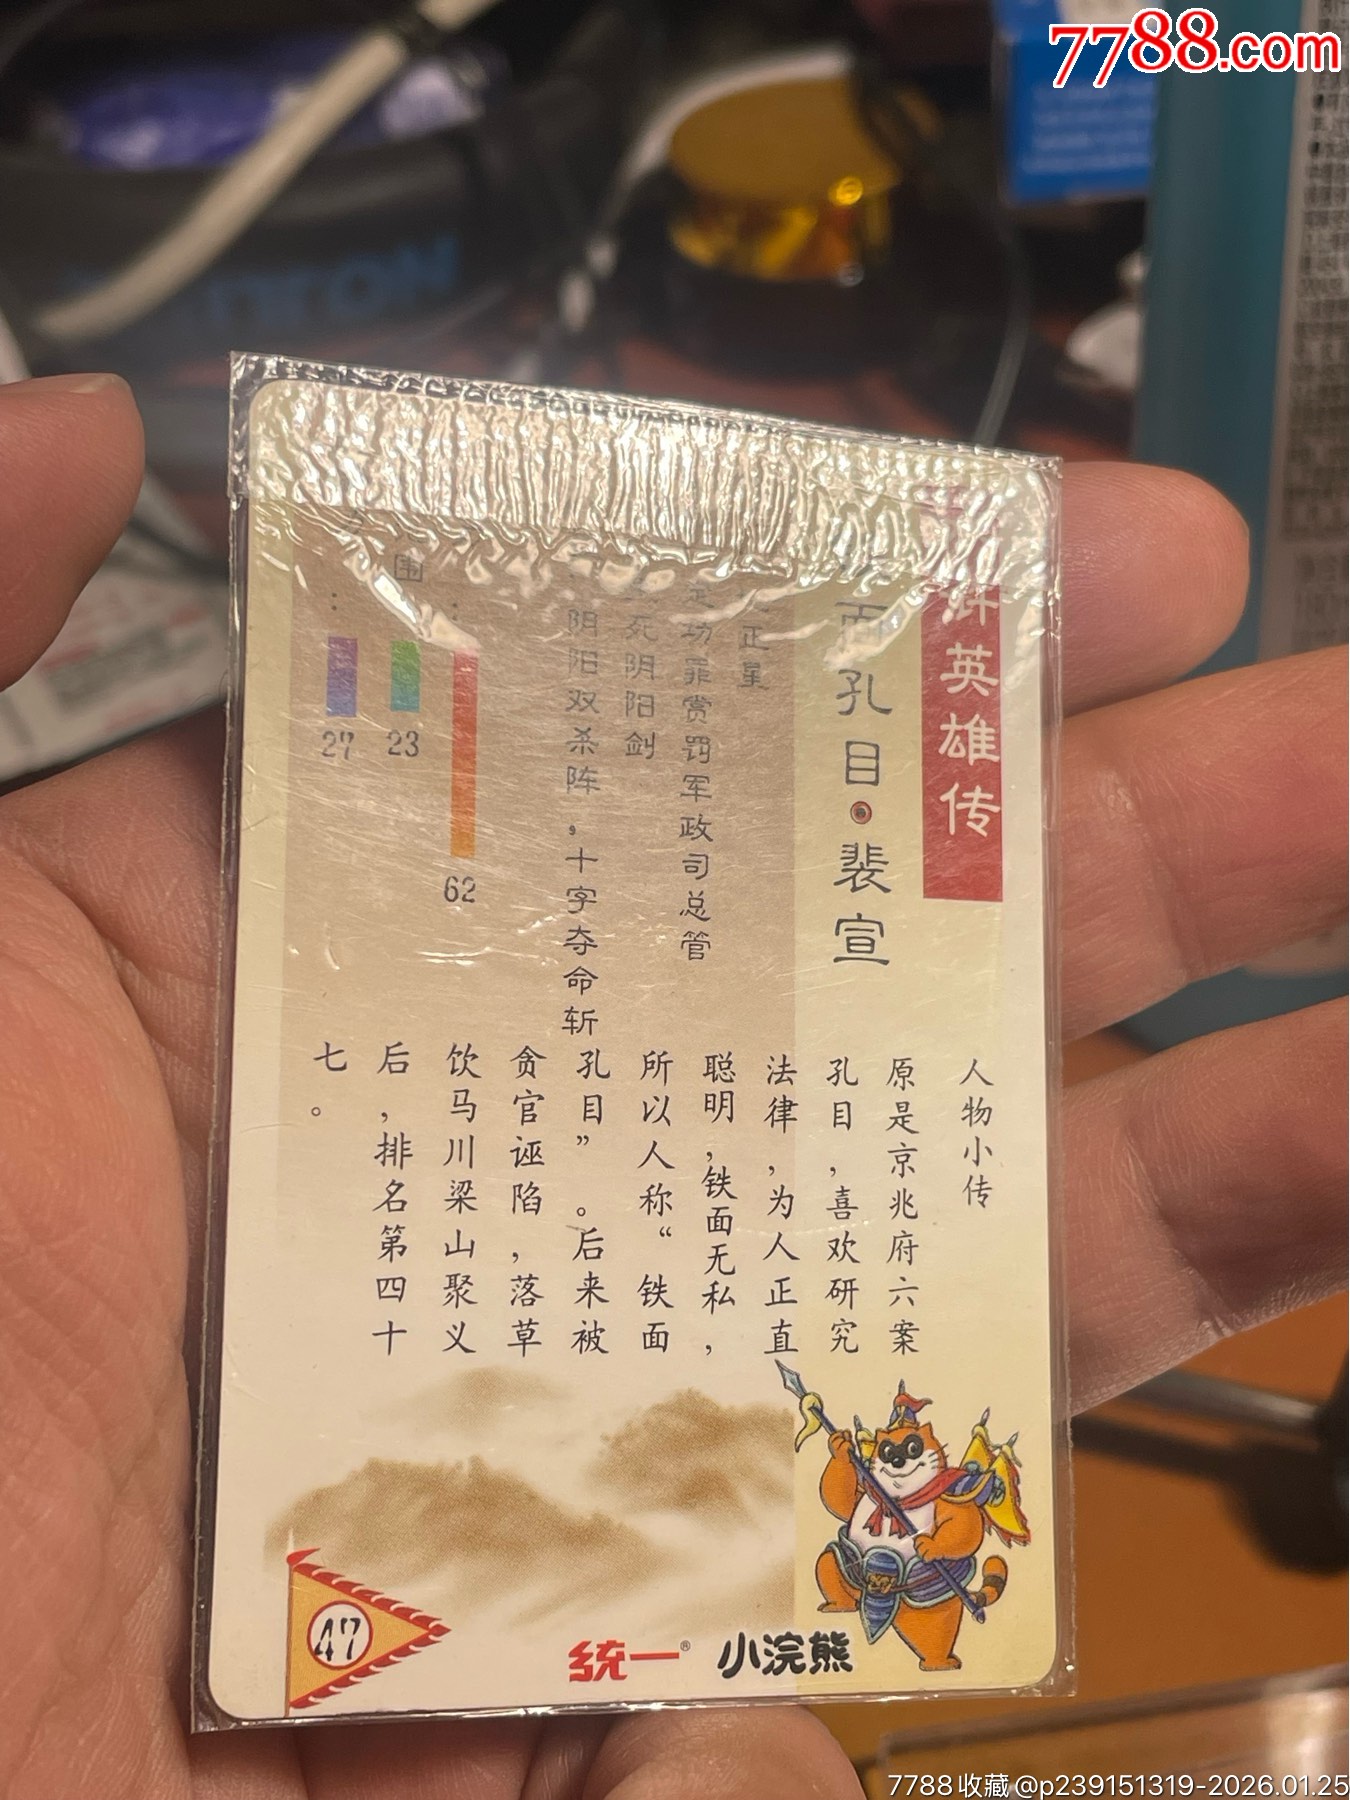 7788.com
浒英雄传
面孔目·裴宣
正星
定功罪赏罚军政司总管
死阴阳剑
阴阳双杀阵，十字夺命斩
：
62
围
23
：
27
人物小传
原是京兆府六案
孔目，喜欢研究
法律，为人正直
聪明，铁面无私，
所以人称“铁面
孔目”。后来被
贪官诬陷，落草
饮马川梁山聚义
后，排名第四十
七。
47
统一®
小浣熊
7788收藏@p239151319-2026.01.25